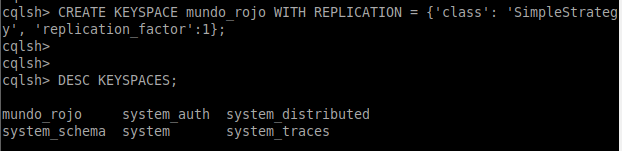 cqlsh> CREATE KEYSPACE mundo_rojo WITH REPLICATION = {'class': 'SimpleStrateg
y', 'replication_factor':1};
cqlsh>
cqlsh>
cqlsh> DESC KEYSPACES;
mundo_rojo     system_auth  system_distributed
system_schema  system       system_traces